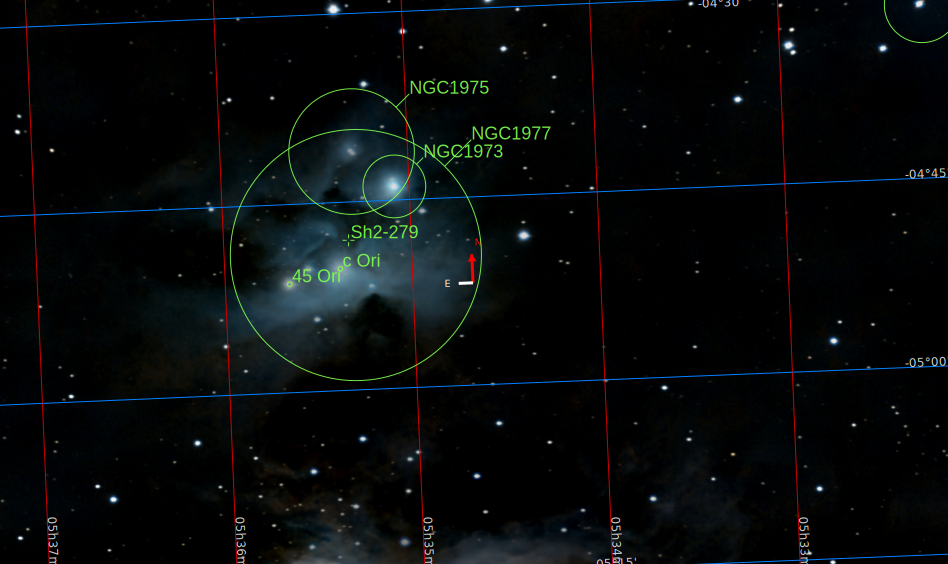 -04°30'
NGC1975
NGC1977
NGC1973
-04°45'
Sh2-279
N
c Ori
45 Ori
E
-05°00'
05h37m
05h36m
05h35m
05h34m
05h33m